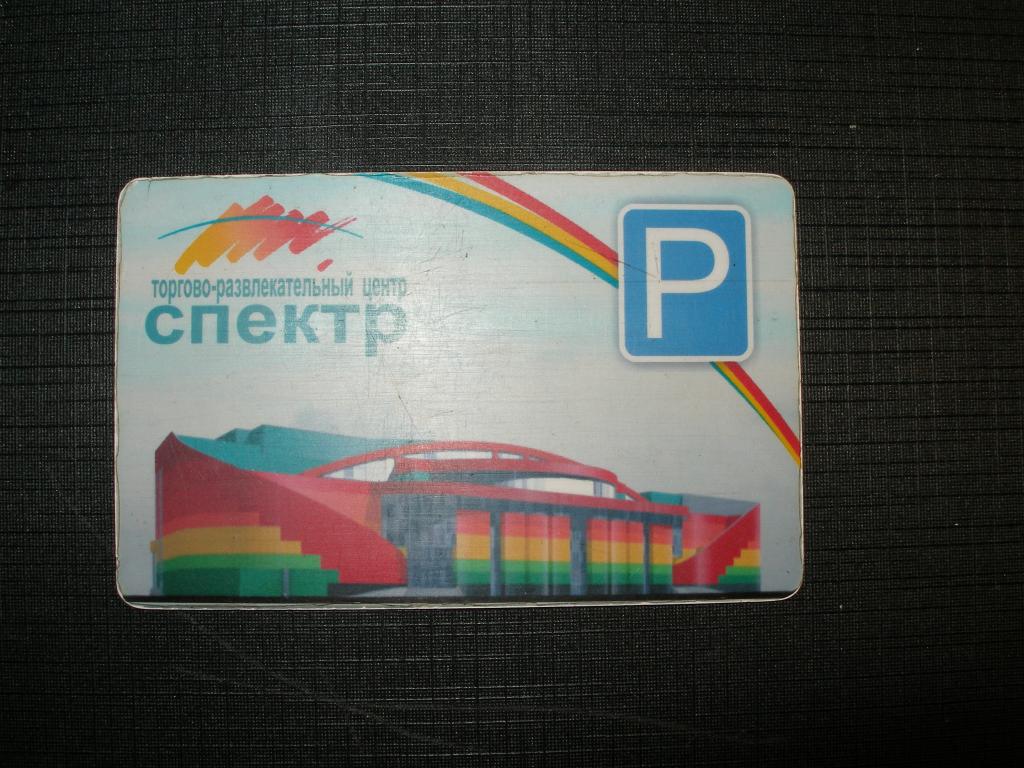 торгово-развлекательный центр
спектр
P